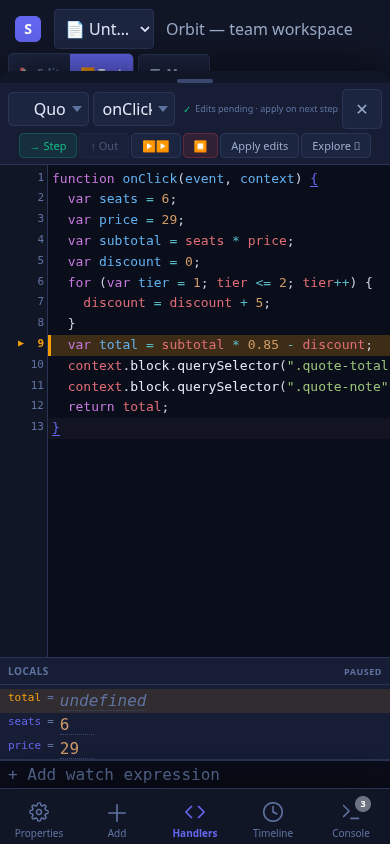 S 📄 Unt... Orbit — team workspace
Quo onClick ✓ Edits pending · apply on next step ✕
→ Step ↑ Out ▶▶ ⏹ Apply edits Explore
1 function onClick(event, context) {
2 var seats = 6;
3 var price = 29;
4 var subtotal = seats * price;
5 var discount = 0;
6 for (var tier = 1; tier <= 2; tier++) {
7 discount = discount + 5;
8 }
▶ 9 var total = subtotal * 0.85 - discount;
10 context.block.querySelector(".quote-total
11 context.block.querySelector(".quote-note"
12 return total;
13 }
LOCALS PAUSED
total = undefined
seats = 6
price = 29
+ Add watch expression
3
Properties Add Handlers Timeline Console